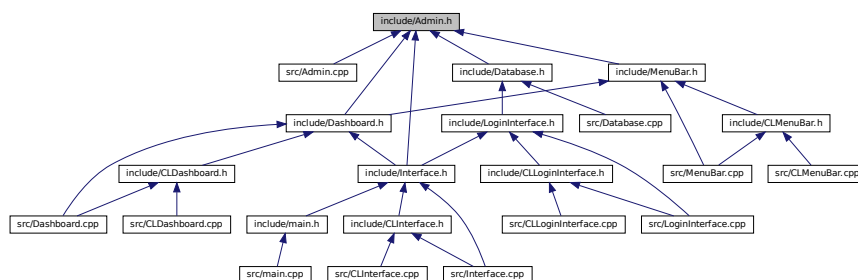 include/Admin.h
src/Admin.cpp
include/Database.h
include/MenuBar.h
include/Dashboard.h
include/LoginInterface.h
src/Database.cpp
include/CLMenuBar.h
include/CLDashboard.h
include/Interface.h
include/CLLoginInterface.h
src/MenuBar.cpp
src/CLMenuBar.cpp
src/Dashboard.cpp
src/CLDashboard.cpp
include/main.h
include/CLInterface.h
src/CLLoginInterface.cpp
src/LoginInterface.cpp
src/main.cpp
src/CLInterface.cpp
src/Interface.cpp